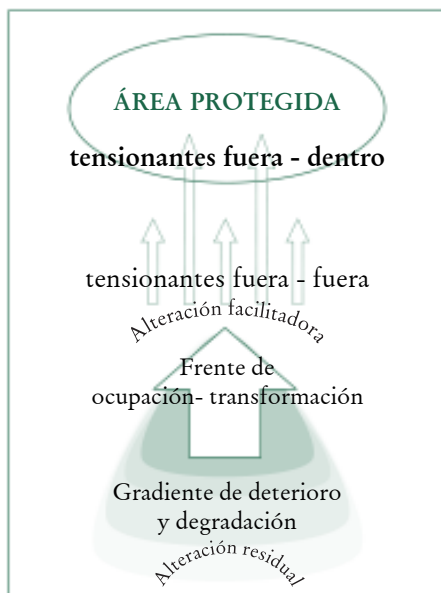 ÁREA PROTEGIDA
tensionantes fuera - dentro
tensionantes fuera - fuera
Alteración facilitadora
Frente de
ocupación- transformación
Gradiente de deterioro
y degradación
Alteración residual